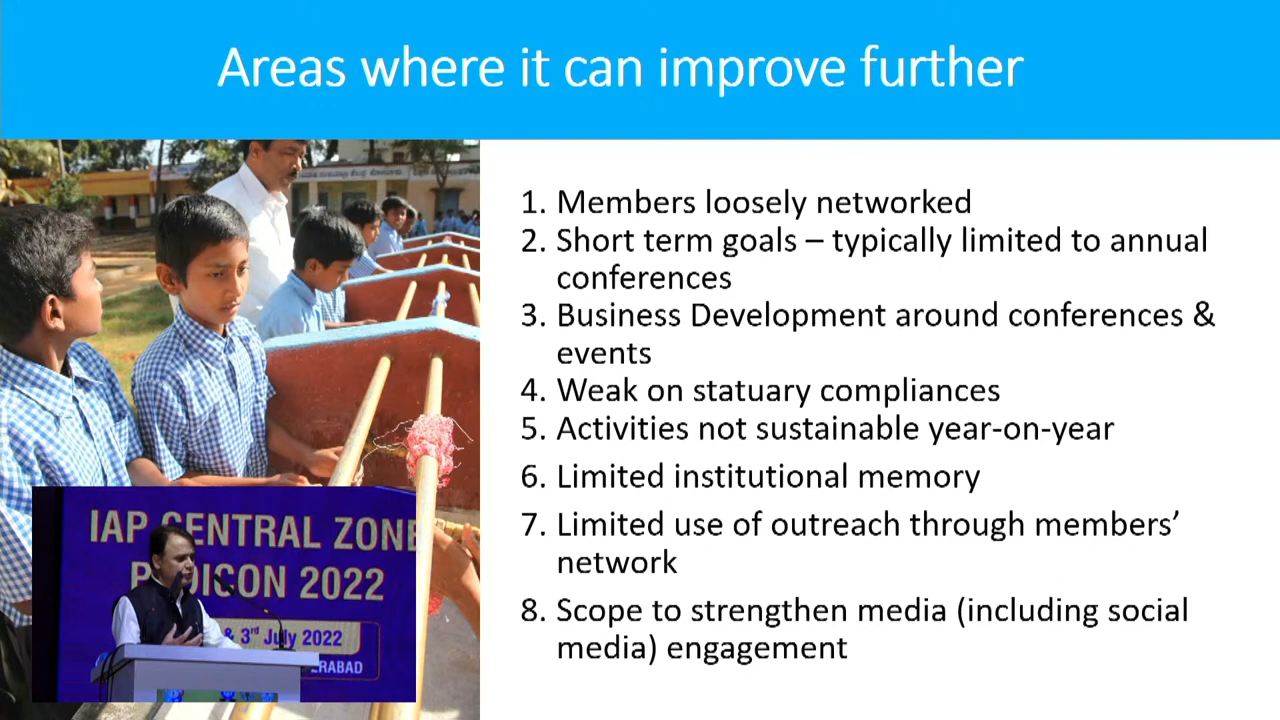 Areas where it can improve further
1. Members loosely networked
2. Short term goals – typically limited to annual
conferences
3. Business Development around conferences &
events
4. Weak on statuary compliances
5. Activities not sustainable year-on-year
6. Limited institutional memory
7. Limited use of outreach through members’
network
8. Scope to strengthen media (including social
media) engagement
IAP CENTRAL ZONE
2022
& 3rd July 2022